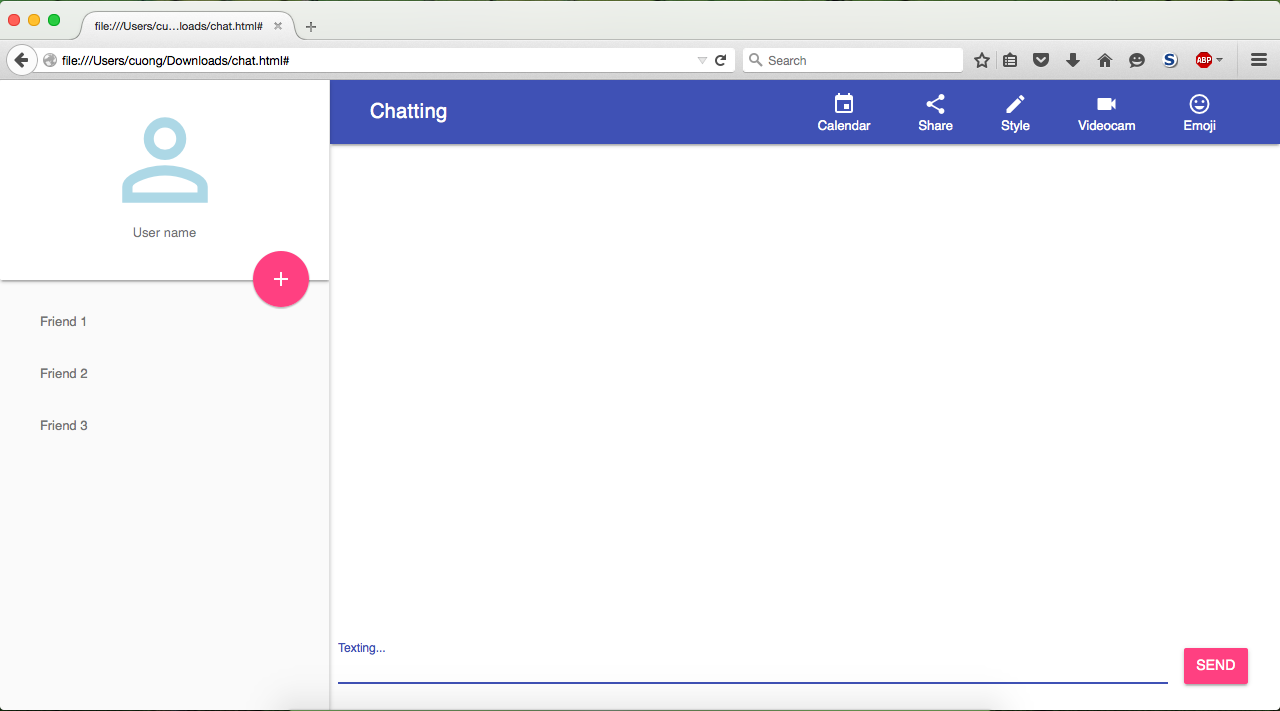 file:///Users/cu...loads/chat.html#
file:///Users/cuong/Downloads/chat.html#
Search
S
ABP
User name
Friend 1
Friend 2
Friend 3
Chatting
Calendar
Share
Style
Videocam
Emoji
Texting...
SEND